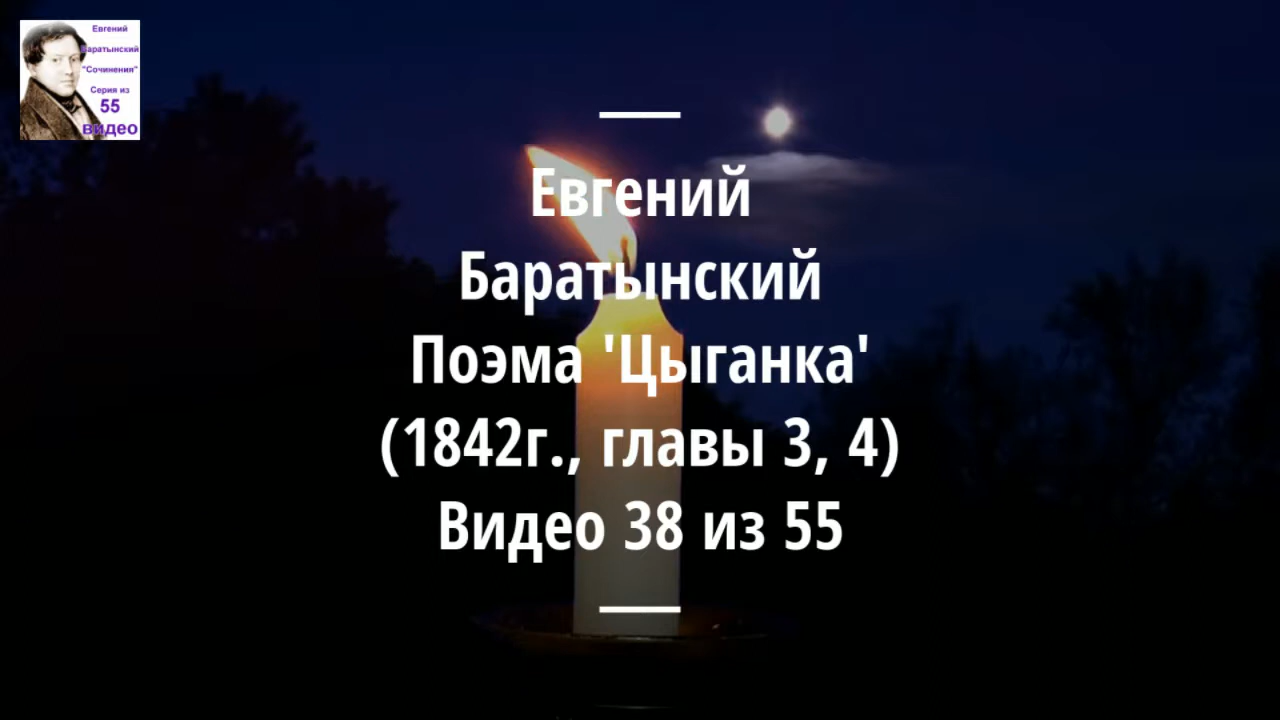 Евгений
Баратынский
"Сочинения"
Серия из
55
видео
Евгений
Баратынский
Поэма 'Цыганка'
(1842г., главы 3, 4)
Видео 38 из 55